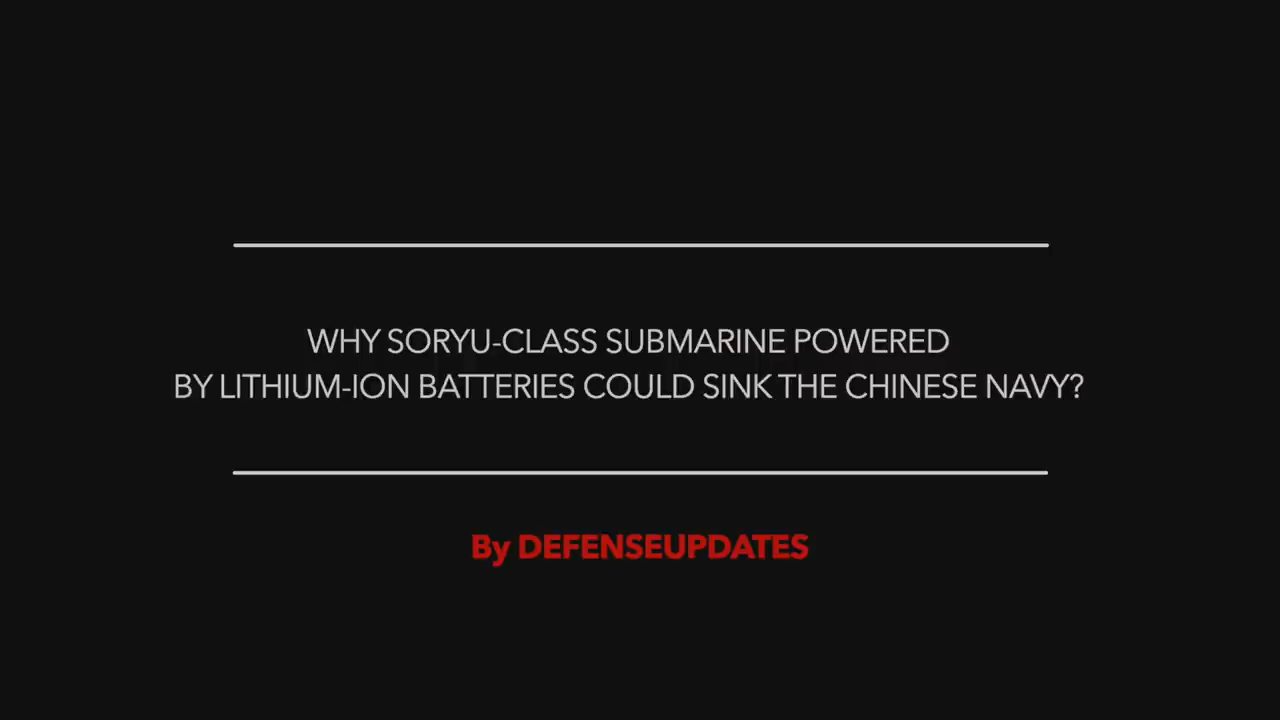 WHY SORYU-CLASS SUBMARINE POWERED
BY LITHIUM-ION BATTERIES COULD SINK THE CHINESE NAVY?
By DEFENSEUPDATES